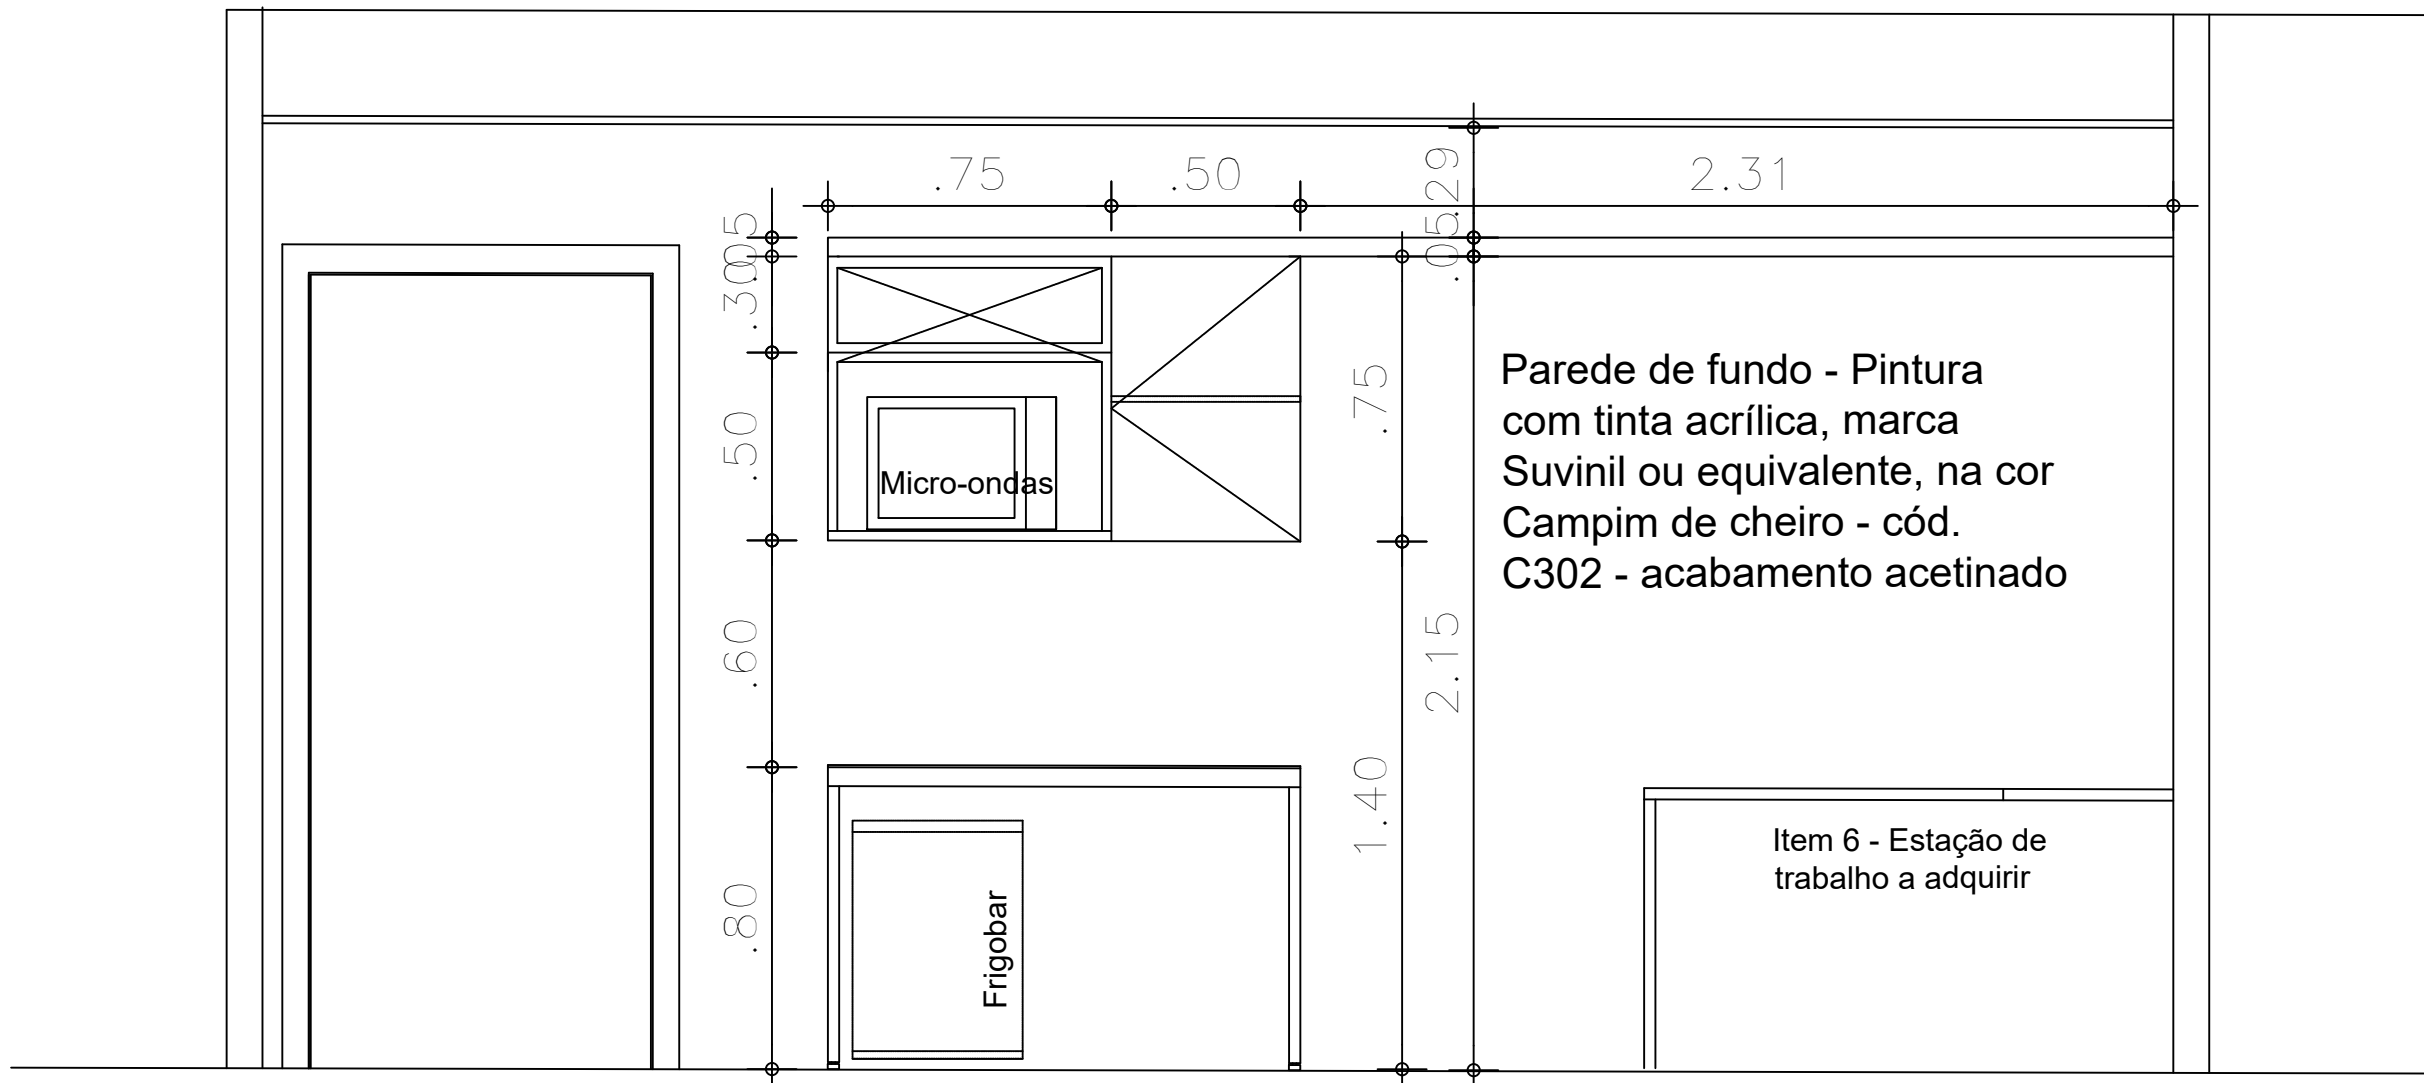 .75
.50
2.31
.29
.05
.05
.30
.50
.75
Parede de fundo - Pintura
com tinta acrílica, marca
Suvinil ou equivalente, na cor
Campim de cheiro - cód.
C302 - acabamento acetinado
Micro-ondas
.60
2.15
1.40
.80
Frigobar
Item 6 - Estação de
trabalho a adquirir